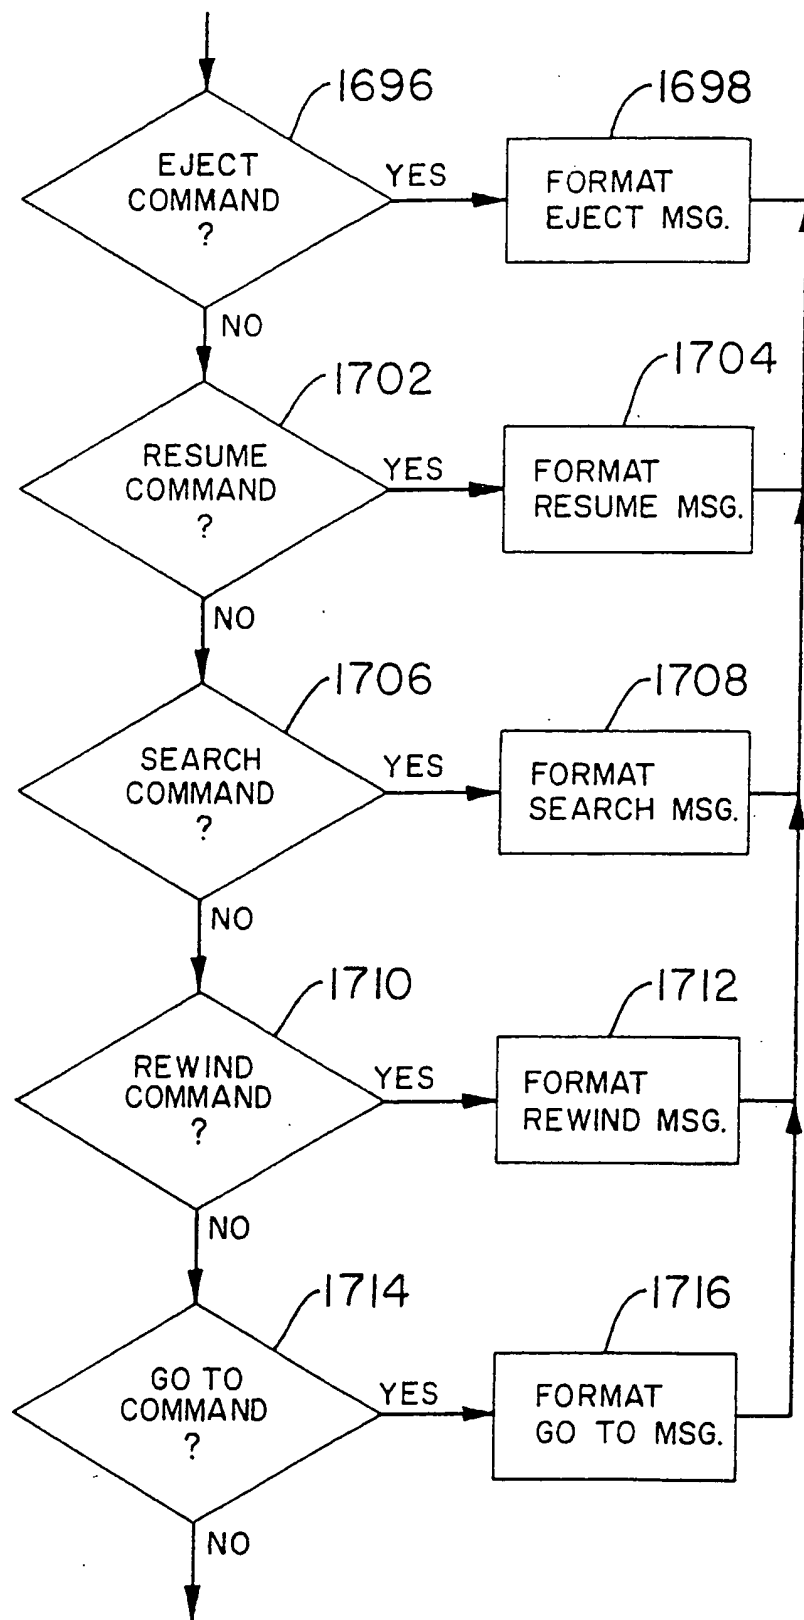 1696
EJECT
COMMAND
?
YES
1698
FORMAT
EJECT MSG.
NO
1702
RESUME
COMMAND
?
YES
1704
FORMAT
RESUME MSG.
NO
1706
SEARCH
COMMAND
?
YES
1708
FORMAT
SEARCH MSG.
NO
1710
REWIND
COMMAND
?
YES
1712
FORMAT
REWIND MSG.
NO
1714
GO TO
COMMAND
?
YES
1716
FORMAT
GO TO MSG.
NO